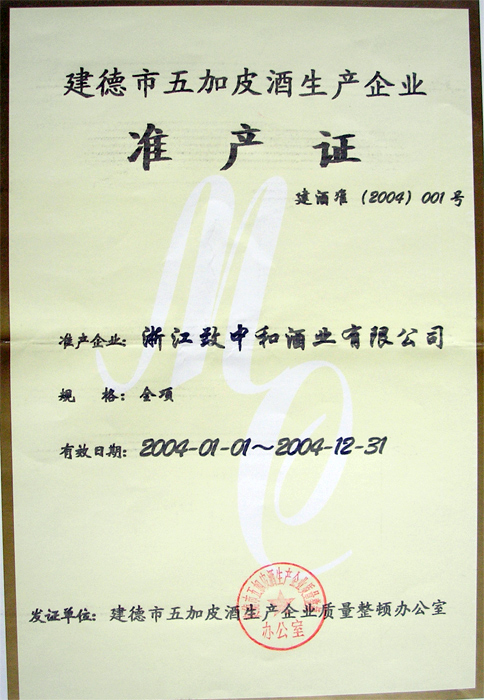 建德市五加皮酒生产企业
准产证
建酒准（2004）001号
准产企业：浙江致中和酒业有限公司
规 格：全项
有效日期：2004-01-01～2004-12-31
发证单位：建德市五加皮酒生产企业质量整顿办公室
办公室